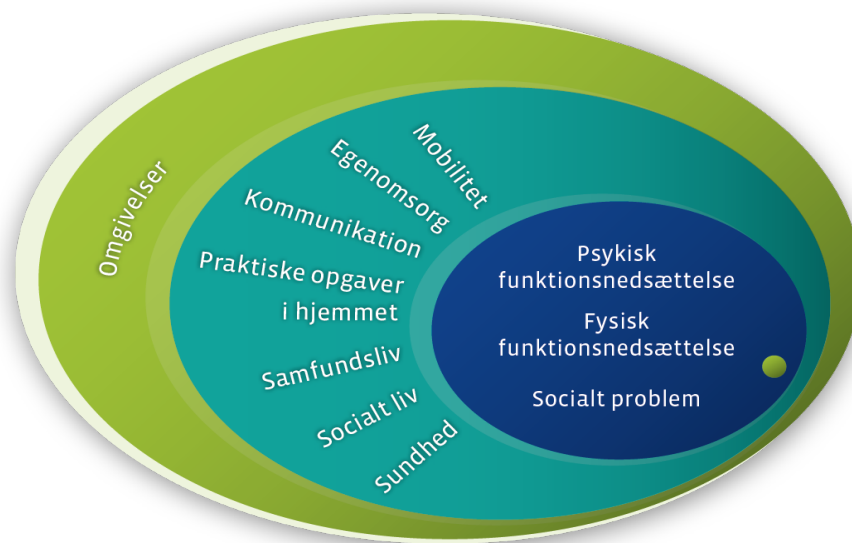 Omgivelser
Mobilitet
Egenomsorg
Kommunikation
Praktiske opgaver
i hjemmet
Samfundsliv
Socialt liv
Sundhed
Psykisk
funktionsnedsættelse
Fysisk
funktionsnedsættelse
Socialt problem